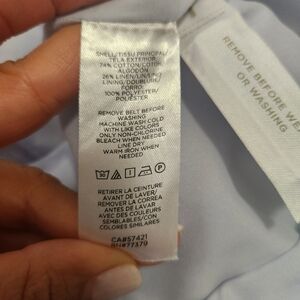 SHELL/TISSU PRINCIPAL/
TELA EXTERIOR:
74% COTTON/COTON/
ALGODÓN
26% LINEN/LIN/LINO
LINING/DOUBLURE/
FORRO:
100% POLYESTER/
POLIÉSTER
REMOVE BELT BEFORE
WASHING
MACHINE WASH COLD
WITH LIKE COLORS
ONLY NON-CHLORINE
BLEACH WHEN NEEDED
LINE DRY
WARM IRON WHEN
NEEDED
RETIRER LA CEINTURE
AVANT DE LAVER/
REMOVER LA CORREA
ANTES DE LAVAR
AVEC DES COULEURS
SEMBLABLES/CON
COLORES SIMILARES
CA#57421
RN#77379
REMOVE BEFORE W
OR WASHING